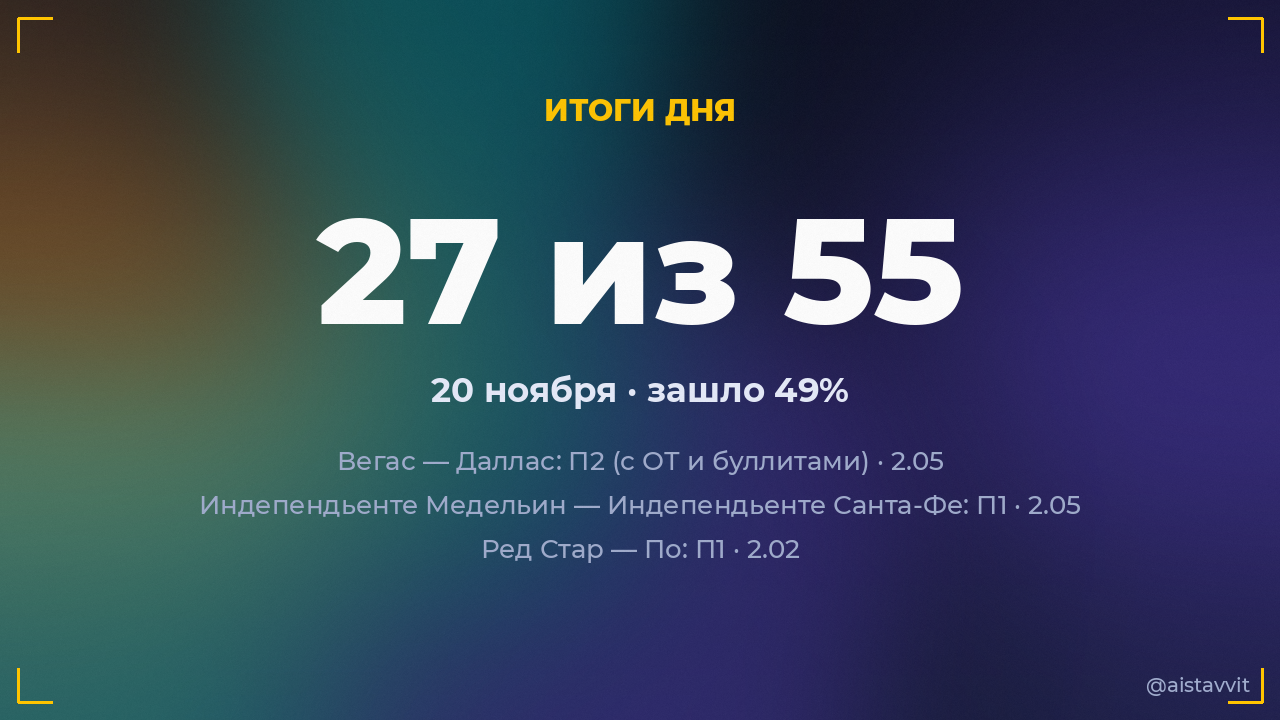 ИТОГИ ДНЯ
27 из 55
20 ноября · зашло 49%
Вегас — Даллас: П2 (с ОТ и буллитами) · 2.05
Индепендьенте Медельин — Индепендьенте Санта-Фе: П1 · 2.05
Ред Стар — По: П1 · 2.02
@aistavvit